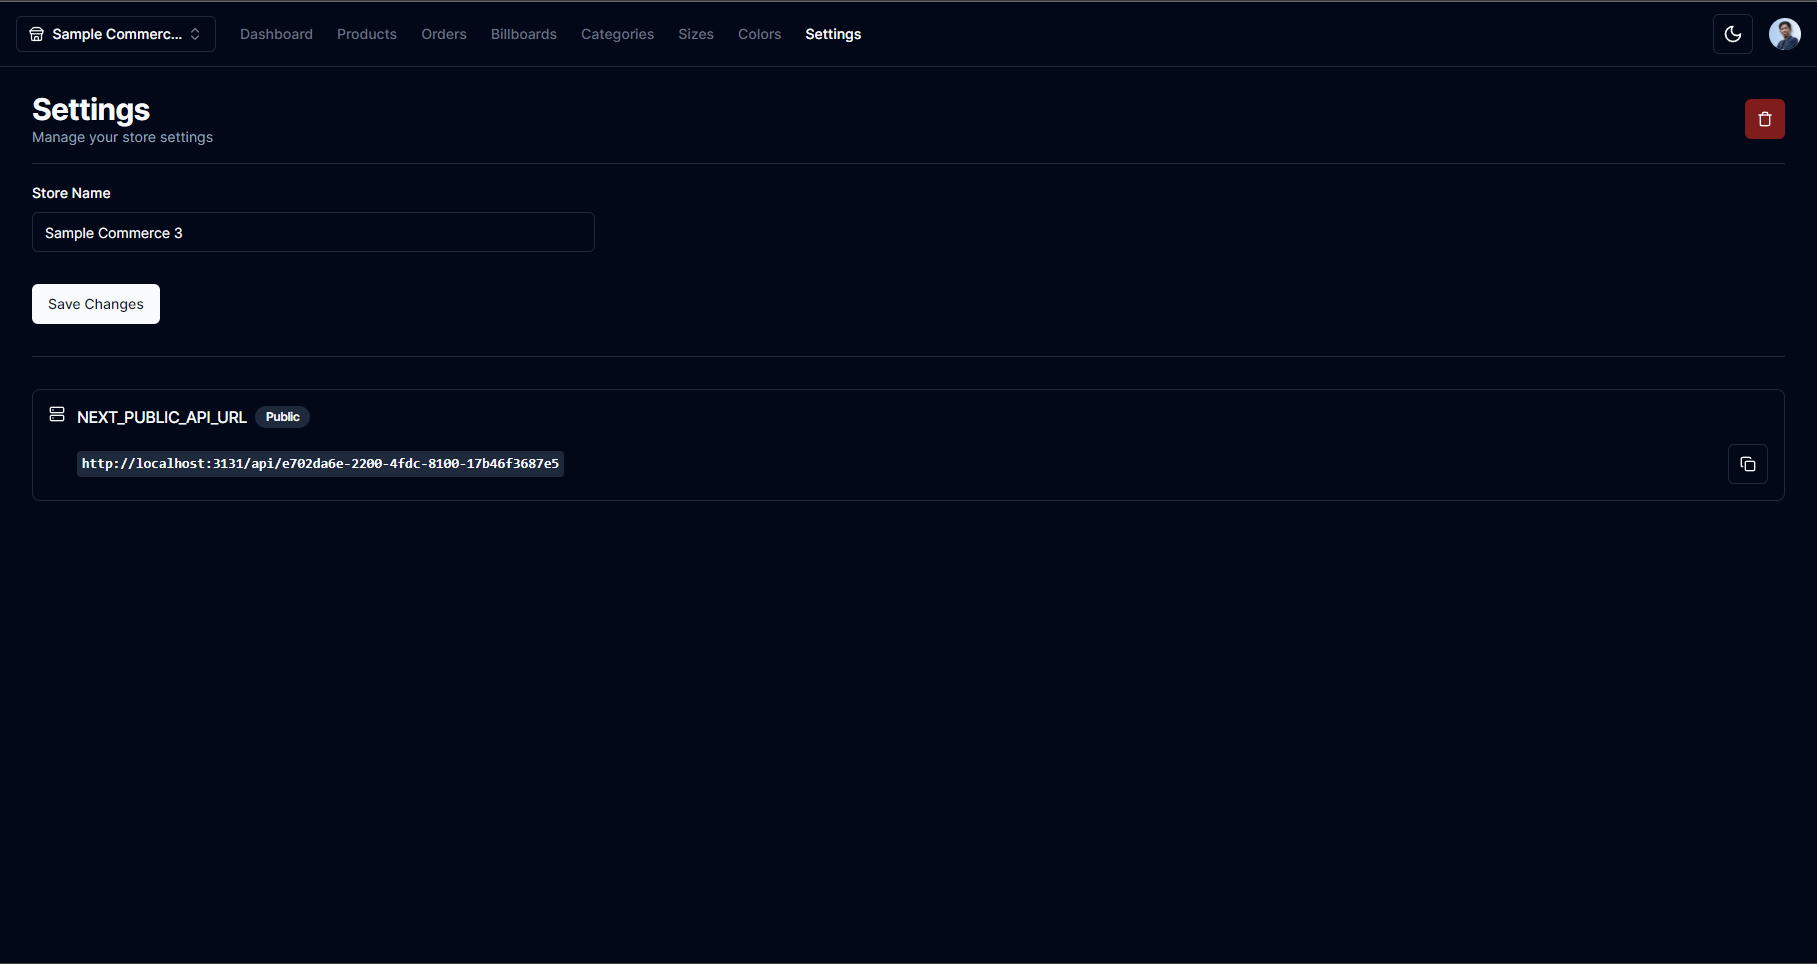 Sample Commerc... Dashboard Products Orders Billboards Categories Sizes Colors Settings
Settings
Manage your store settings
Store Name
Sample Commerce 3
Save Changes
NEXT_PUBLIC_API_URL Public
http://localhost:3131/api/e702da6e-2200-4fdc-8100-17b46f3687e5